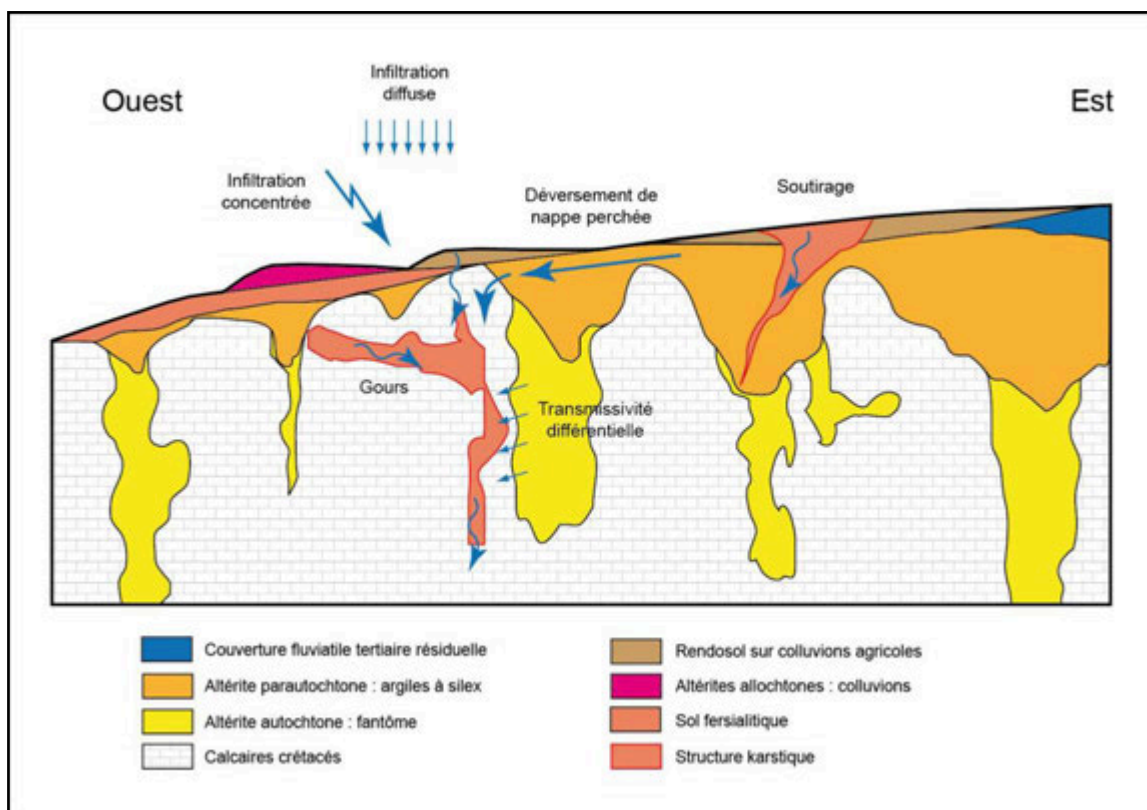 Ouest
Infiltration
diffuse
Est
Infiltration
concentrée
Déversement de
nappe perchée
Soutirage
Gours
Transmissivité
différentielle
Couverture fluviatile tertiaire résiduelle
Altérite parautochtone : argiles à silex
Altérite autochtone : fantôme
Calcaires crétacés
Rendosol sur colluvions agricoles
Altérites allochtones : colluvions
Sol fersialitique
Structure karstique